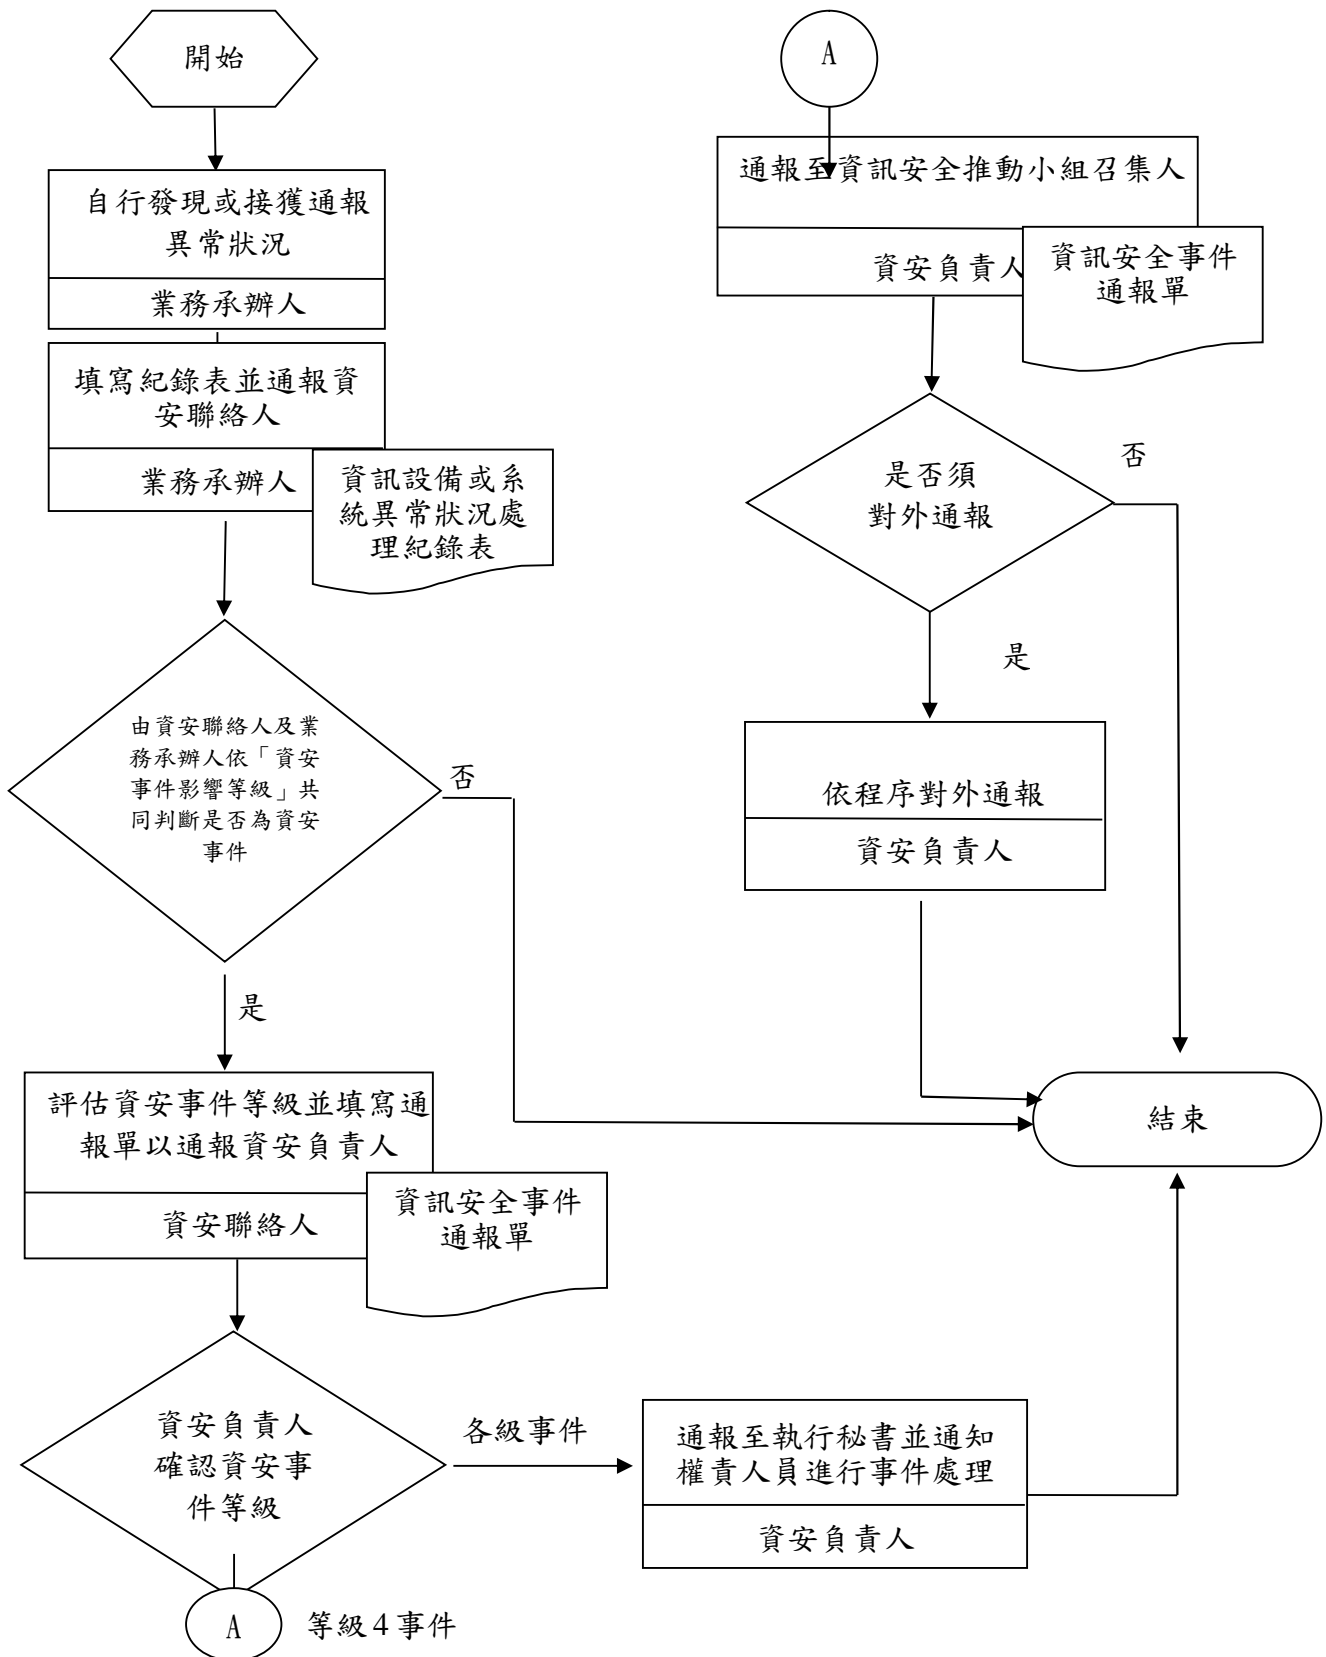 開始
自行發現或接獲通報
異常狀況
業務承辦人
填寫紀錄表並通報資
安聯絡人
業務承辦人
資訊設備或系
統異常狀況處
理紀錄表
由資安聯絡人及業
務承辦人依「資安
事件影響等級」共
同判斷是否為資安
事件
否
是
評估資安事件等級並填寫通
報單以通報資安負責人
資安聯絡人
資訊安全事件
通報單
資安負責人
確認資安事
件等級
各級事件
通報至執行秘書並通知
權責人員進行事件處理
資安負責人
A
等級4事件
A
通報至資訊安全推動小組召集人
資安負責人
資訊安全事件
通報單
是否須
對外通報
否
是
依程序對外通報
資安負責人
結束